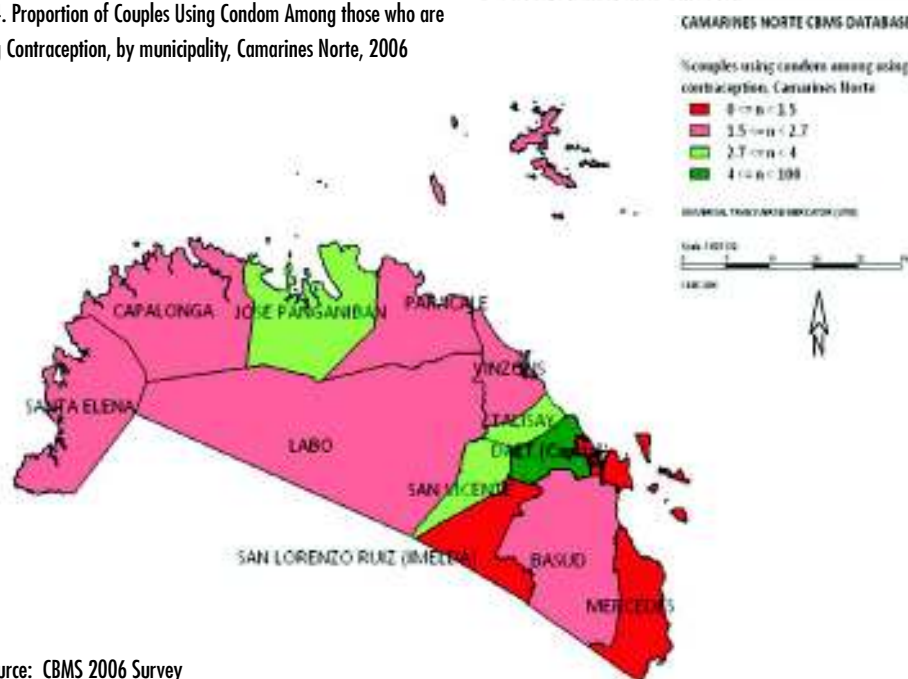 . Proportion of Couples Using Condom Among those who are
g Contraception, by municipality, Camarines Norte, 2006
CAMARINES NORTE CBMS DATABASE
%couples using condom among using
contraception. Camarines Norte
0 <= n < 1.5
1.5 <= n < 2.7
2.7 <= n < 4
4 <= n < 100
N
CAPALONGA
JOSE PANGANIBAN
PARACALE
VINZONS
SANTA ELENA
TALISAY
LABO
DAET
SAN VICENTE
SAN LORENZO RUIZ (IMELDA)
BASUD
MERCEDES
urce: CBMS 2006 Survey